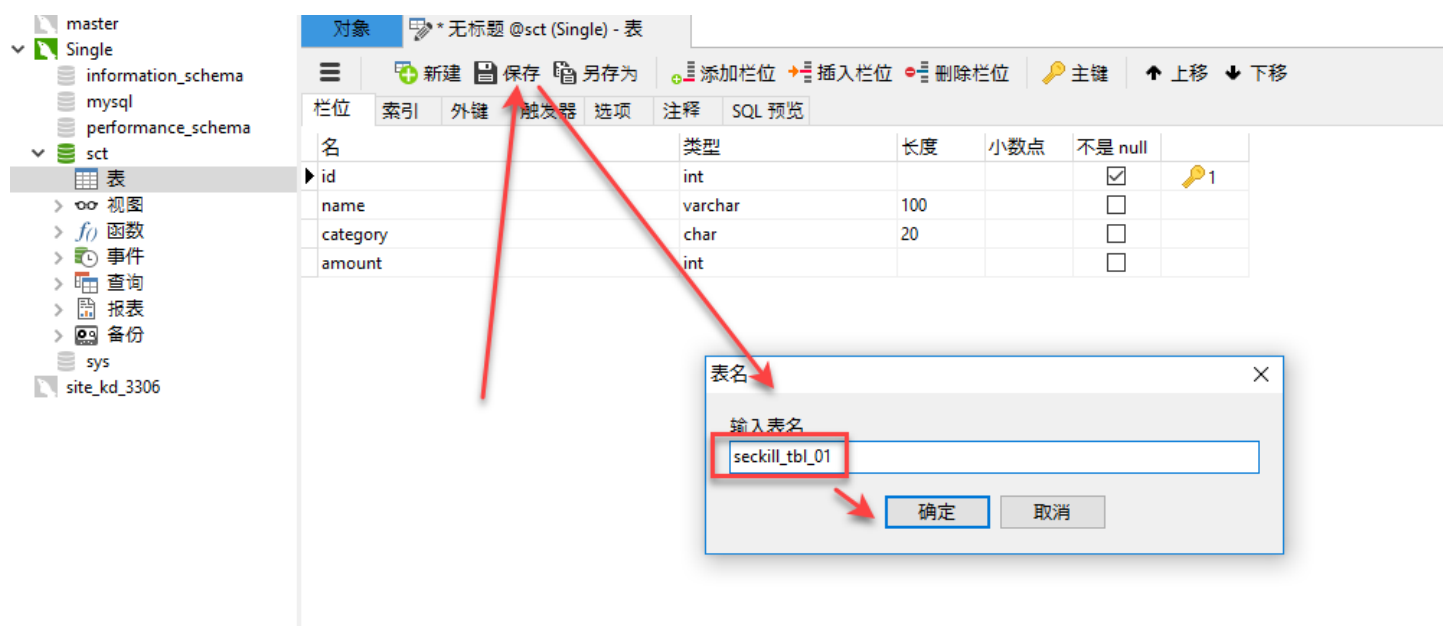 master
Single
information_schema
mysql
performance_schema
sct
表
视图
函数
事件
查询
报表
备份
sys
site_kd_3306
对象 * 无标题 @sct (Single) - 表
新建 保存 另存为 添加栏位 插入栏位 删除栏位 主键 上移 下移
栏位 索引 外键 触发器 选项 注释 SQL 预览
名 类型 长度 小数点 不是 null
id int 1
name varchar 100
category char 20
amount int
表名
输入表名
seckill_tbl_01
确定 取消